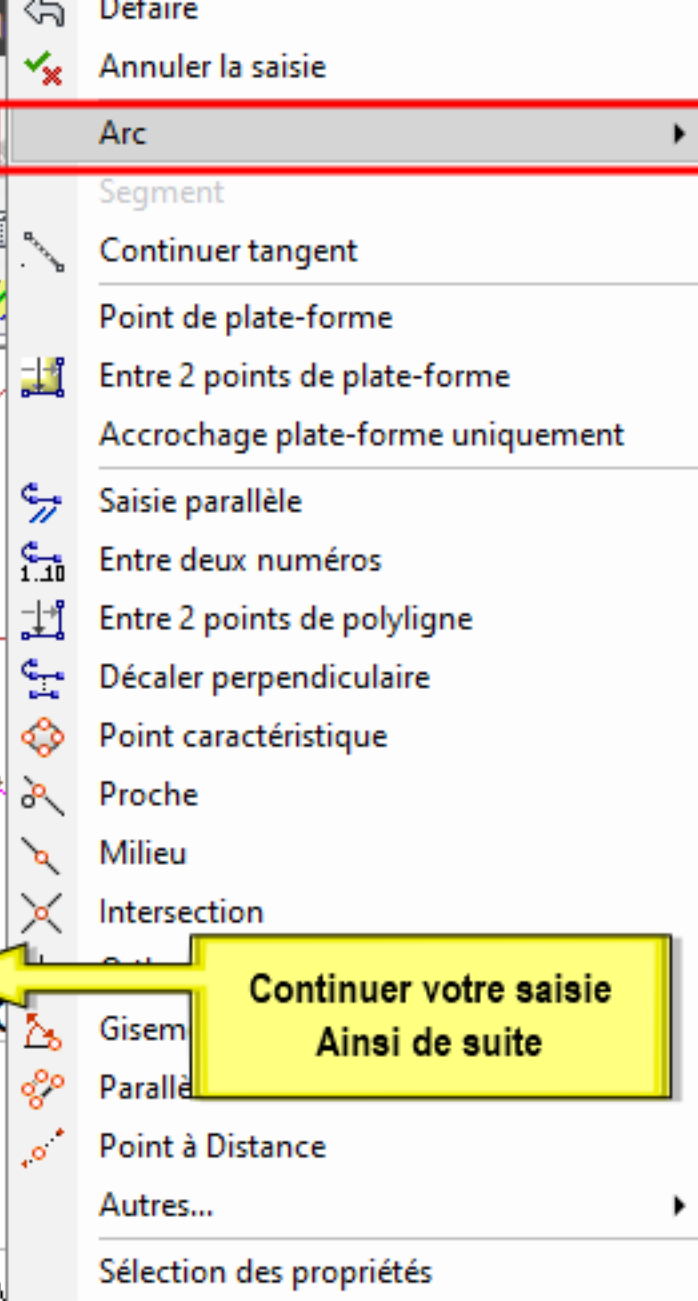 Défaire
Annuler la saisie
Arc
Segment
Continuer tangent
Point de plate-forme
Entre 2 points de plate-forme
Accrochage plate-forme uniquement
Saisie parallèle
Entre deux numéros
1..10
Entre 2 points de polyligne
Décaler perpendiculaire
Point caractéristique
Proche
Milieu
Intersection
Continuer votre saisie
Ainsi de suite
Point à Distance
Autres...
Sélection des propriétés